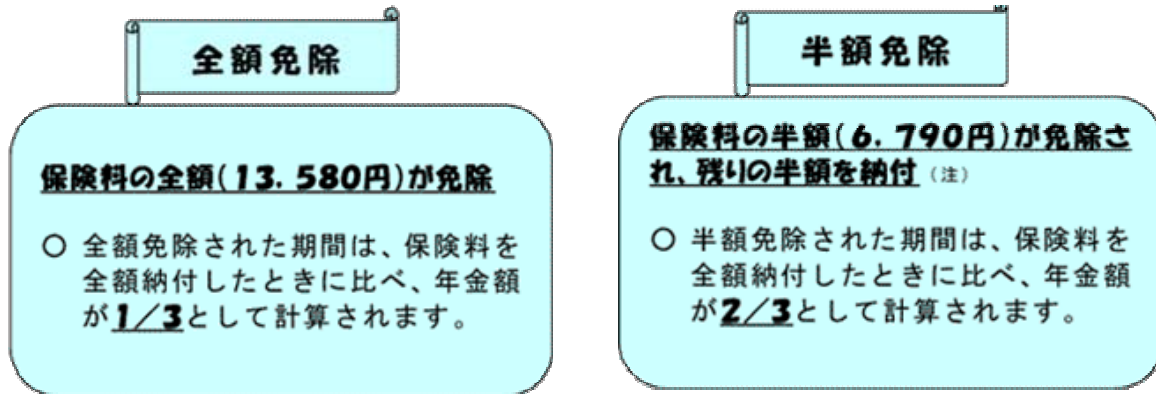 全額免除
保険料の全額(13．580円)が免除
○ 全額免除された期間は、保険料を
全額納付したときに比べ、年金額
が1／3として計算されます。
半額免除
保険料の半額(6．790円)が免除さ
れ、残りの半額を納付（注）
○ 半額免除された期間は、保険料を
全額納付したときに比べ、年金額
が2／3として計算されます。